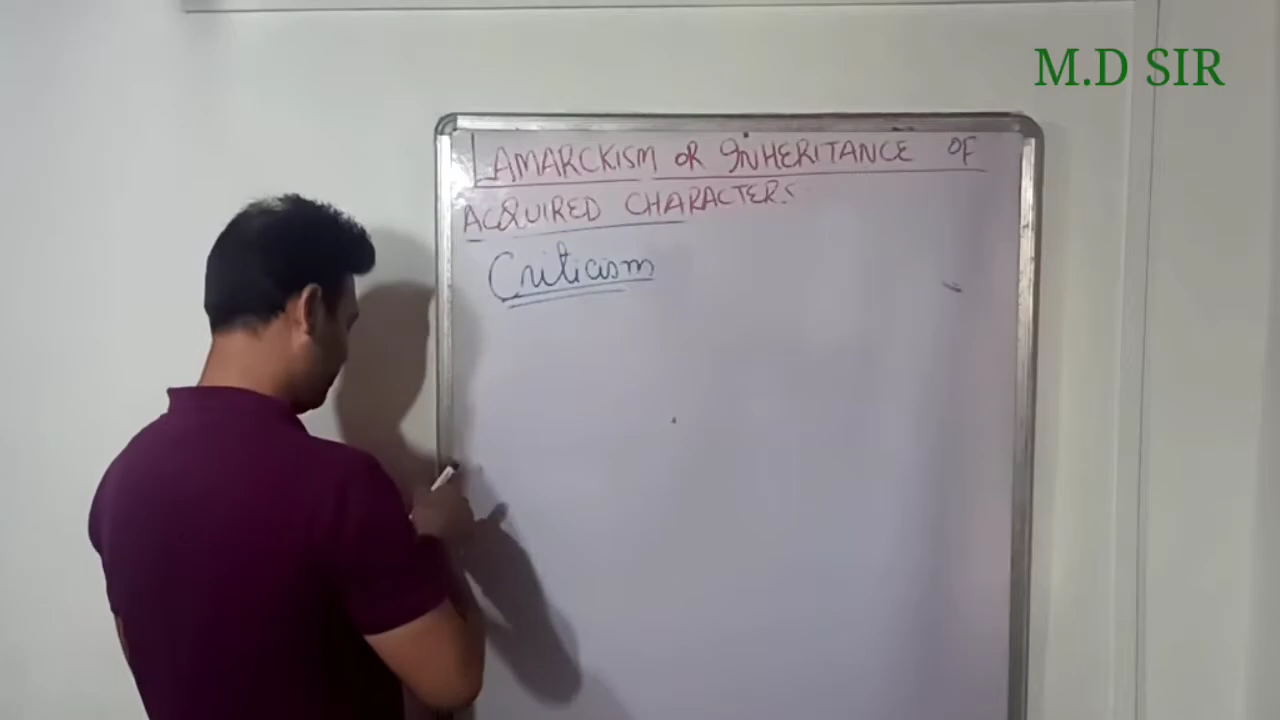 M.D SIR
LAMARCKISM OR INHERITANCE OF
ACQUIRED CHARACTERS
Criticism